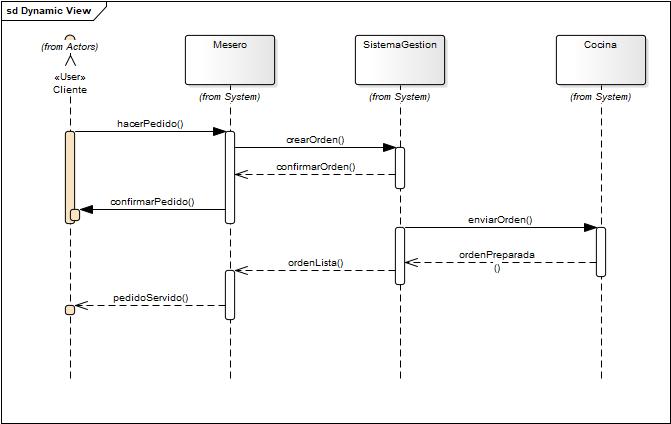 sd Dynamic View
(from Actors)
«User»
Cliente
Mesero
(from System)
SistemaGestion
(from System)
Cocina
(from System)
hacerPedido()
crearOrden()
confirmarOrden()
confirmarPedido()
enviarOrden()
ordenPreparada
()
ordenLista()
pedidoServido()